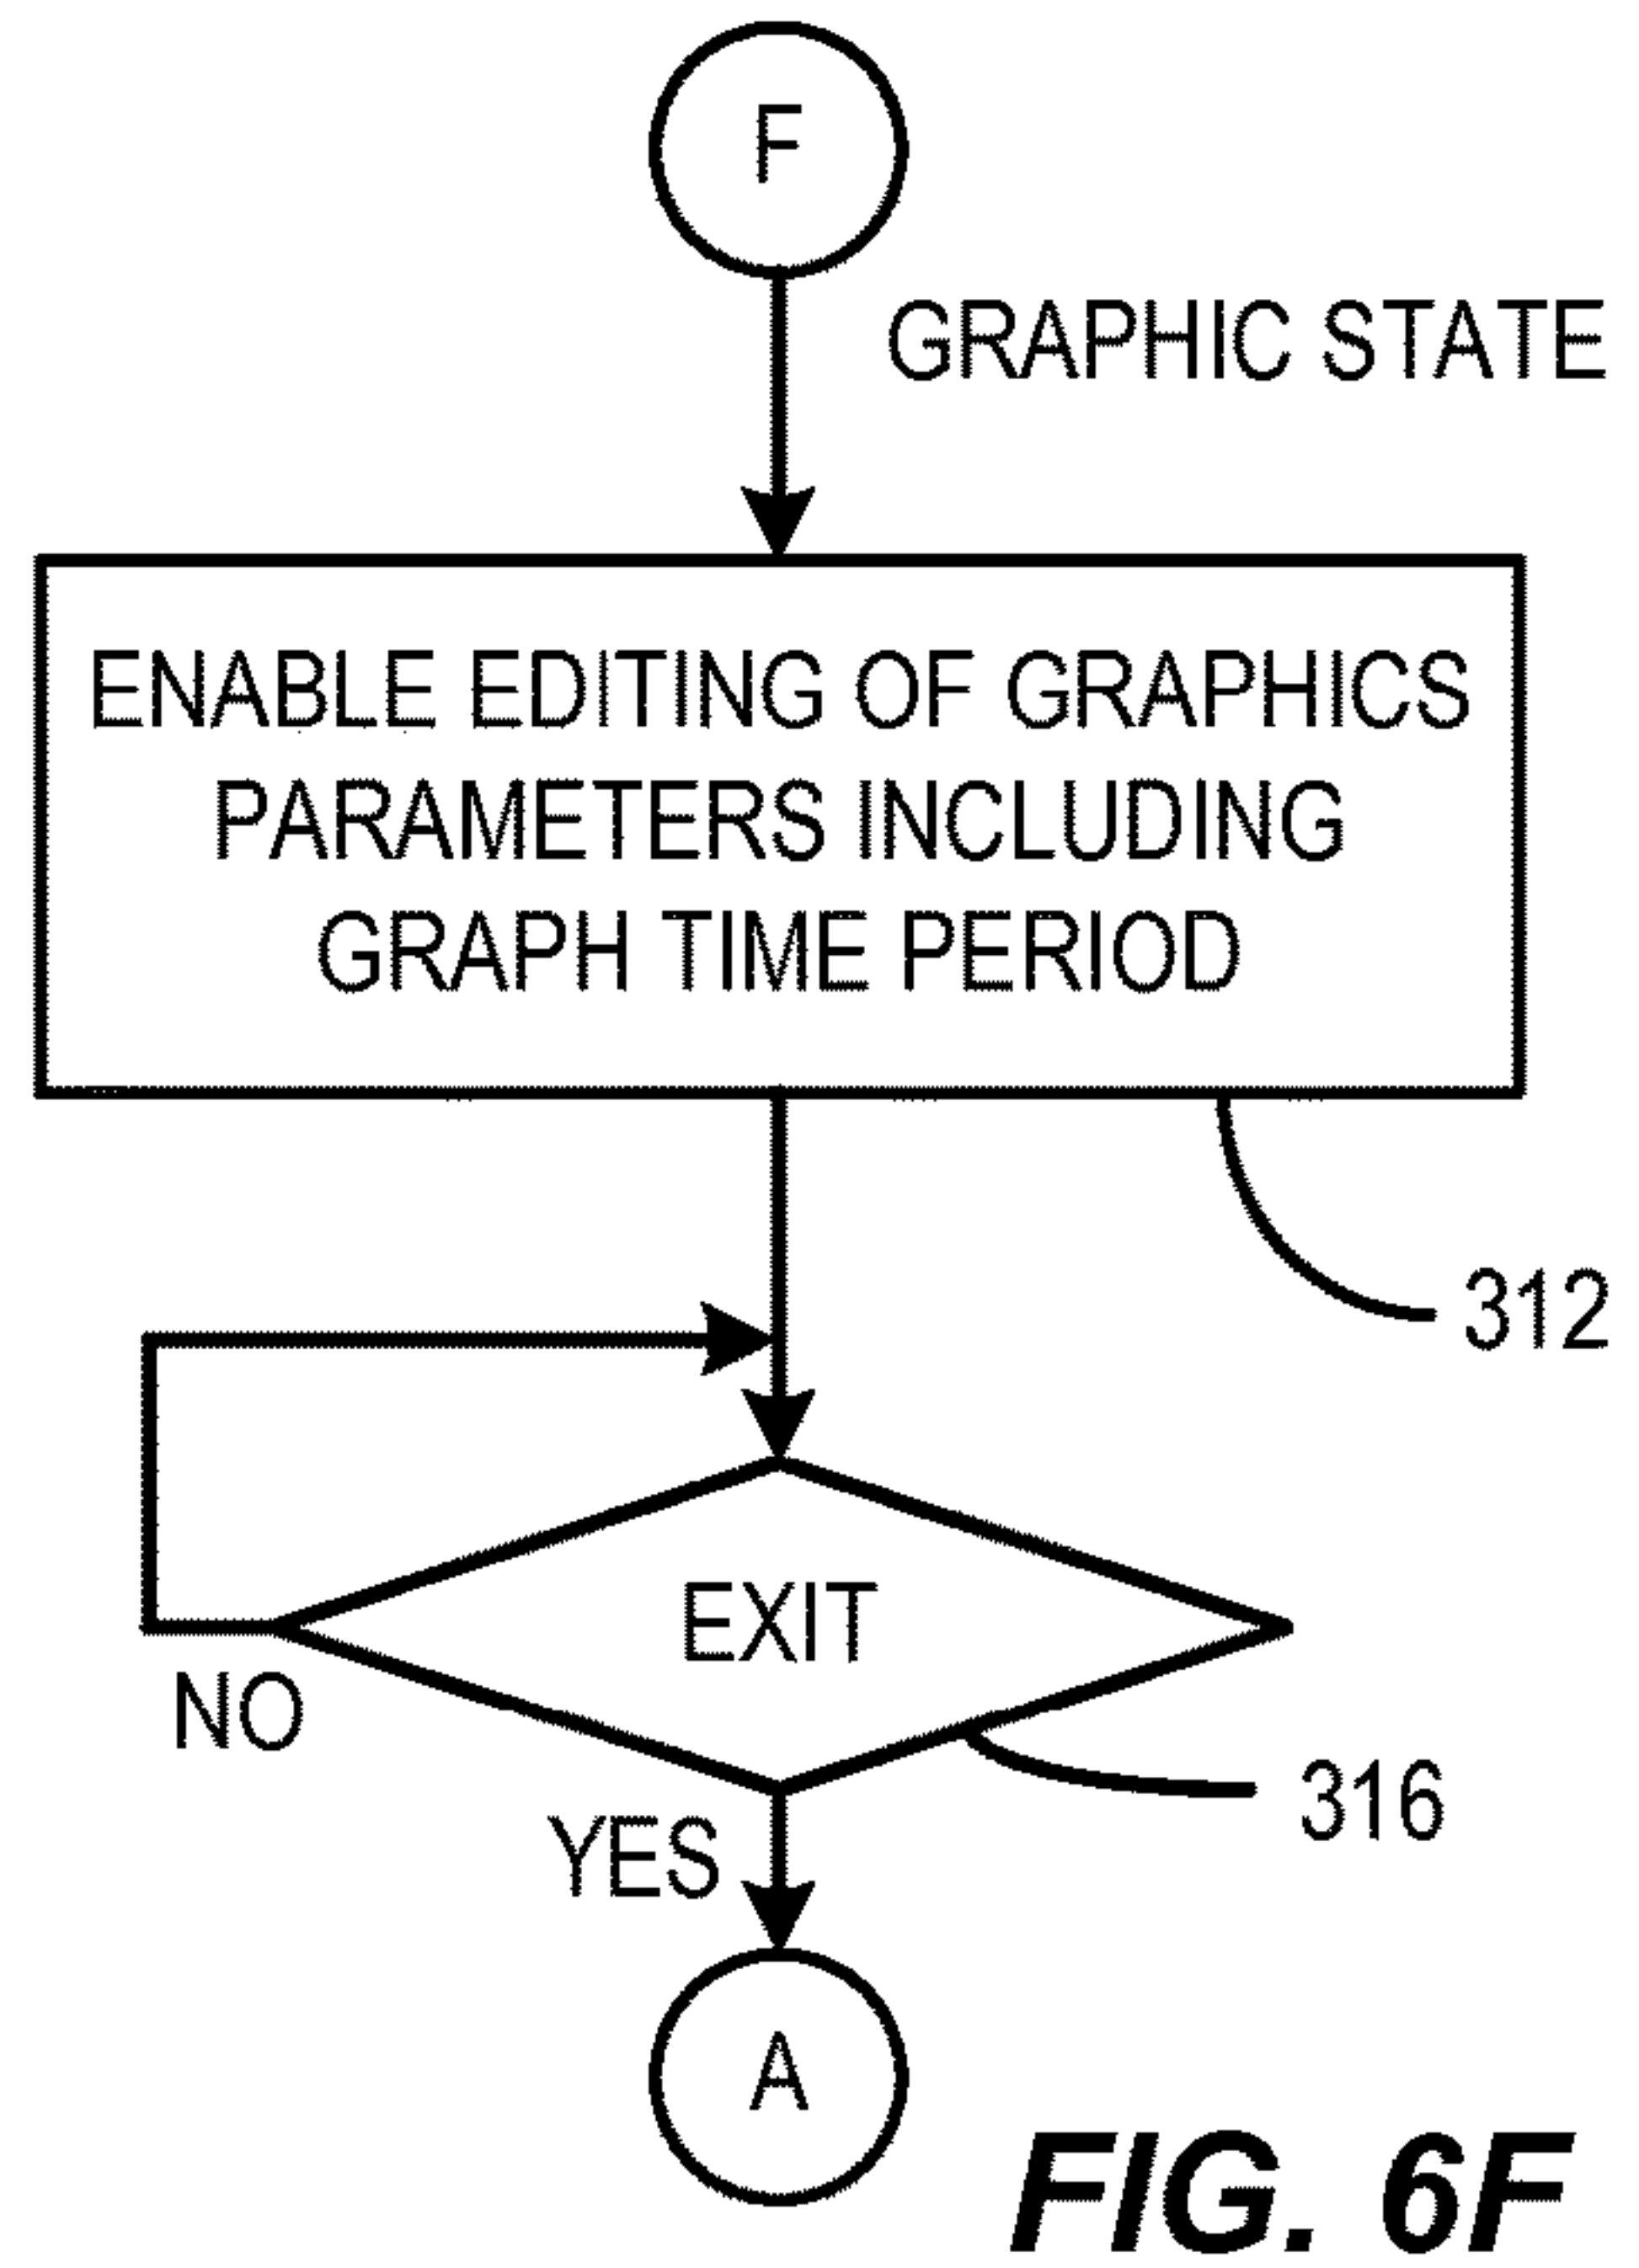 F
GRAPHIC STATE
ENABLE EDITING OF GRAPHICS
PARAMETERS INCLUDING
GRAPH TIME PERIOD
312
EXIT
NO
316
YES
A
FIG. 6F